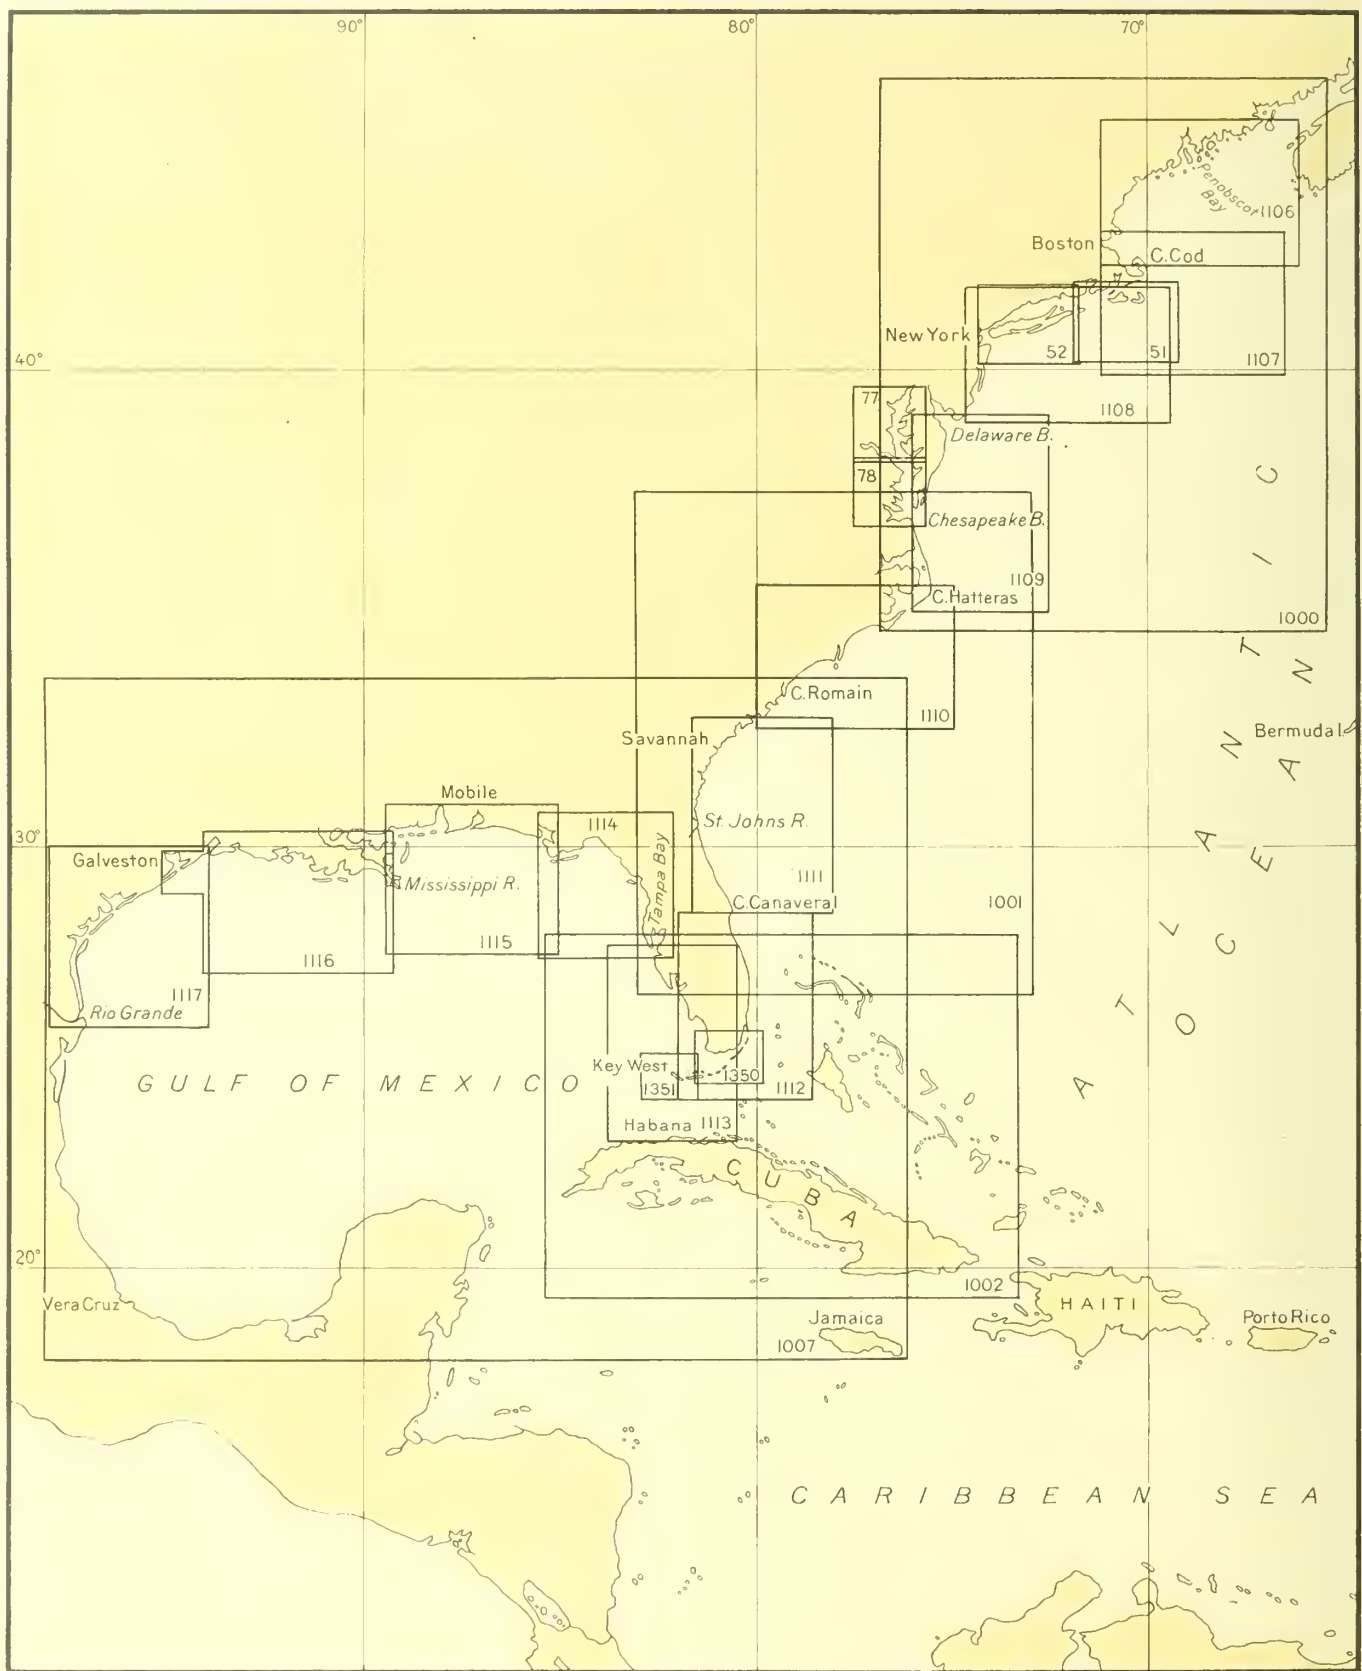 90°
80°
70°
Penobscot
Bay
1106
Boston
C. Cod
New York
52
51
1107
40°
77
1108
Delaware B.
78
Chesapeake B.
1109
C. Hatteras
1000
C. Romain
1110
Savannah
Bermuda I.
Mobile
St. Johns R.
1114
30°
Galveston
Tampa Bay
Mississippi R.
1111
C. Canaveral
1001
1115
1116
1117
Rio Grande
Key West
1350
1351
1112
GULF OF MEXICO
Habana
1113
ATLANTIC
OCEAN
CUBA
20°
1002
Vera Cruz
HAITI
Jamaica
Porto Rico
1007
CARIBBEAN SEA